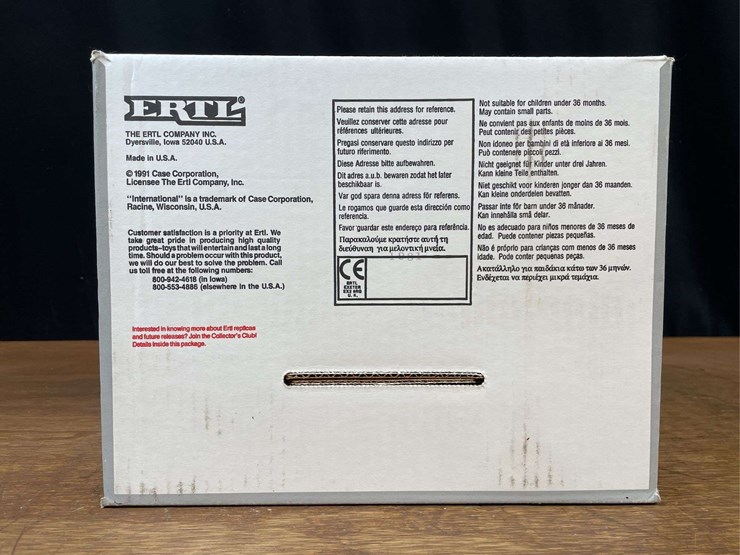 ERTL®
THE ERTL COMPANY INC.
Dyersville, Iowa 52040 U.S.A.
Made in U.S.A.
© 1991 Case Corporation,
Licensee The Ertl Company, Inc.
"International" is a trademark of Case Corporation,
Racine, Wisconsin, U.S.A.
Customer satisfaction is a priority at Ertl. We
take great pride in producing high quality
products–toys that will entertain and last a long
time. Should a problem occur with this product,
we will do our best to solve the problem. Call
us toll free at the following numbers:
800-942-4618 (in Iowa)
800-553-4886 (elsewhere in the U.S.A.)
Interested in knowing more about Ertl replicas
and future releases? Join the Collector's Club!
Details inside this package.
Please retain this address for reference.
Veuillez conserver cette adresse pour
références ultérieures.
Pregasi conservare questo indirizzo per
futuro riferimento.
Diese Adresse bitte aufbewahren.
Dit adres a.u.b. bewaren zodat het later
beschikbaar is.
Var god spara denna adress för referens.
Le rogamos que guarde esta dirección como
referencia.
Favor guardar este endereço para referência.
Παρακαλούμε κρατήστε αυτή τη
διεύθυνση για μελοντική μνεία.
CE
ERTL
EXETER
EX2 8NS
U. K.
Not suitable for children under 36 months.
May contain small parts.
Ne convient pas aux enfants de moins de 36 mois.
Peut contenir des petites pièces.
Non idoneo per bambini di età inferiore ai 36 mesi.
Può contenere piccoli pezzi.
Nicht geeignet für Kinder unter drei Jahren.
Kann kleine Teile enthalten.
Niet geschikt voor kinderen jonger dan 36 maanden.
Kan kleine onderdelen bevatten.
Passar inte för barn under 36 månader.
Kan innehålla små delar.
No es adecuado para niños menores de 36 meses de
edad. Puede contener piezas pequeñas.
Não é próprio para crianças com menos de 36 meses
idade. Pode conter pequenas peças.
Ακατάλληλο για παιδάκια κάτω των 36 μηνών.
Ενδέχεται να περιέχει μικρά τεμάχια.